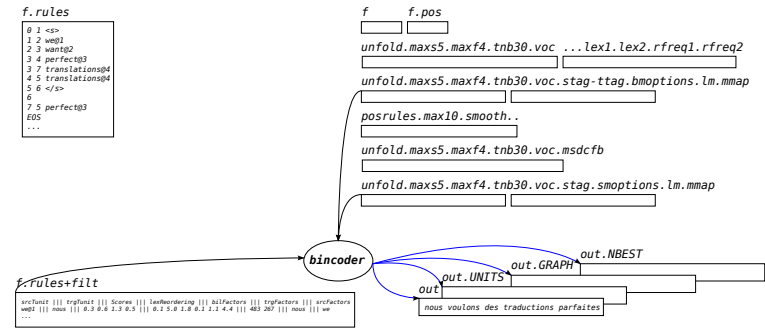 f.rules
0 1 <s>
1 2 we@1
2 3 want@2
3 4 perfect@3
3 7 translations@4
4 5 translations@4
5 6 </s>
6
7 5 perfect@3
EOS
...
f f.pos
unfold.maxs5.maxf4.tnb30.voc ...lex1.lex2.rfreq1.rfreq2
unfold.maxs5.maxf4.tnb30.voc.stag-ttag.bmoptions.lm.mmap
posrules.max10.smooth..
unfold.maxs5.maxf4.tnb30.voc.msdcfb
unfold.maxs5.maxf4.tnb30.voc.stag.smoptions.lm.mmap
bincoder
f.rules+filt
srcTunit ||| trgTunit ||| Scores ||| lexReordering ||| bilFactors ||| trgFactors ||| srcFactors
we@1 ||| nous ||| 0.3 0.6 1.3 0.5 ||| 0.1 5.0 1.8 0.1 1.1 4.4 ||| 483 267 ||| nous ||| we
...
out.NBEST
out.GRAPH
out.UNITS
out
nous voulons des traductions parfaites